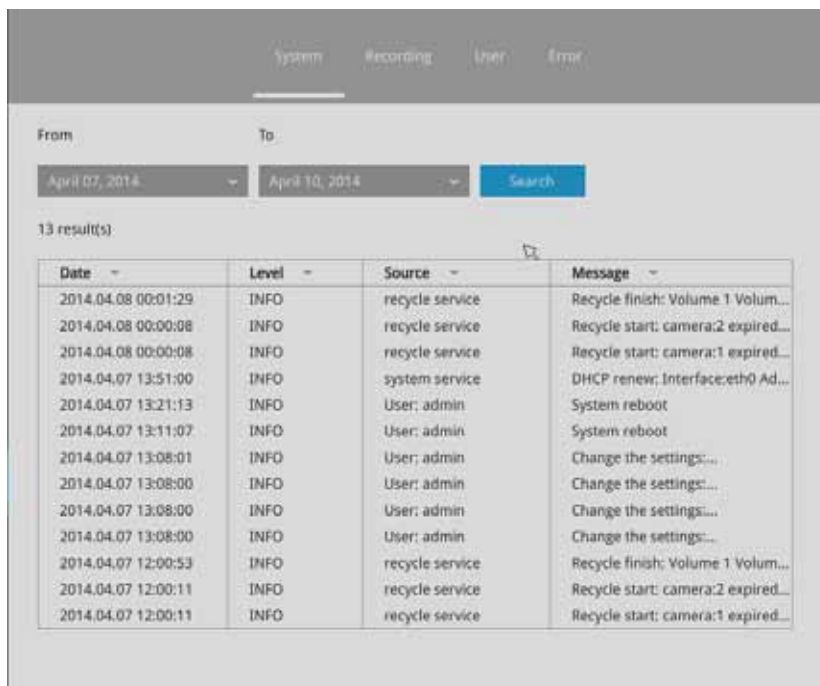 System Recording User Error
From To
April 07, 2014 April 10, 2014 Search
13 result(s)
Date Level Source Message
2014.04.08 00:01:29 INFO recycle service Recycle finish: Volume 1 Volum...
2014.04.08 00:00:08 INFO recycle service Recycle start: camera:2 expired...
2014.04.08 00:00:08 INFO recycle service Recycle start: camera:1 expired...
2014.04.07 13:51:00 INFO system service DHCP renew: Interface:eth0 Ad...
2014.04.07 13:21:13 INFO User: admin System reboot
2014.04.07 13:11:07 INFO User: admin System reboot
2014.04.07 13:08:01 INFO User: admin Change the settings:...
2014.04.07 13:08:00 INFO User: admin Change the settings:...
2014.04.07 13:08:00 INFO User: admin Change the settings:...
2014.04.07 13:08:00 INFO User: admin Change the settings:...
2014.04.07 12:00:53 INFO recycle service Recycle finish: Volume 1 Volum...
2014.04.07 12:00:11 INFO recycle service Recycle start: camera:2 expired...
2014.04.07 12:00:11 INFO recycle service Recycle start: camera:1 expired...